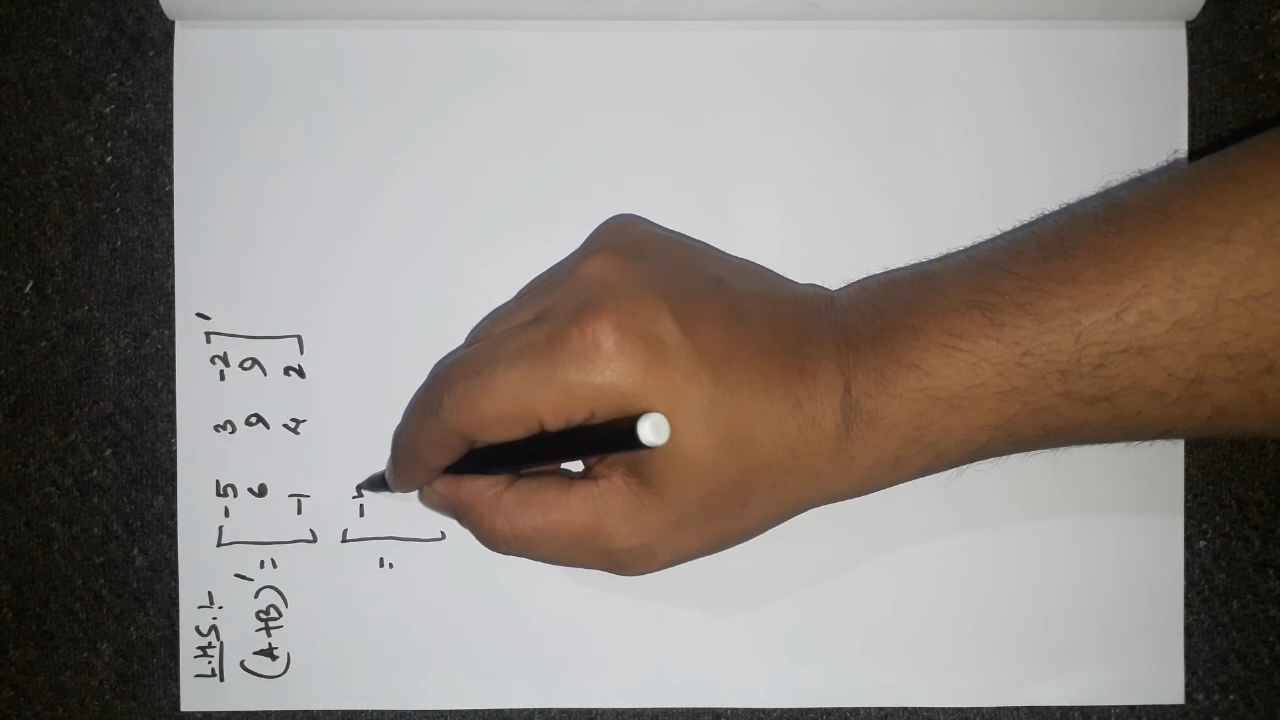 L.H.S.:-
(A+B)' = [-5 3 -2
6 9 9
-1 4 2]'
= [-